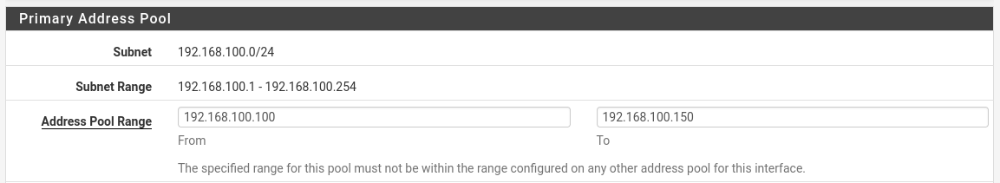 Primary Address Pool
Subnet 192.168.100.0/24
Subnet Range 192.168.100.1 - 192.168.100.254
Address Pool Range 192.168.100.100 192.168.100.150
From To
The specified range for this pool must not be within the range configured on any other address pool for this interface.